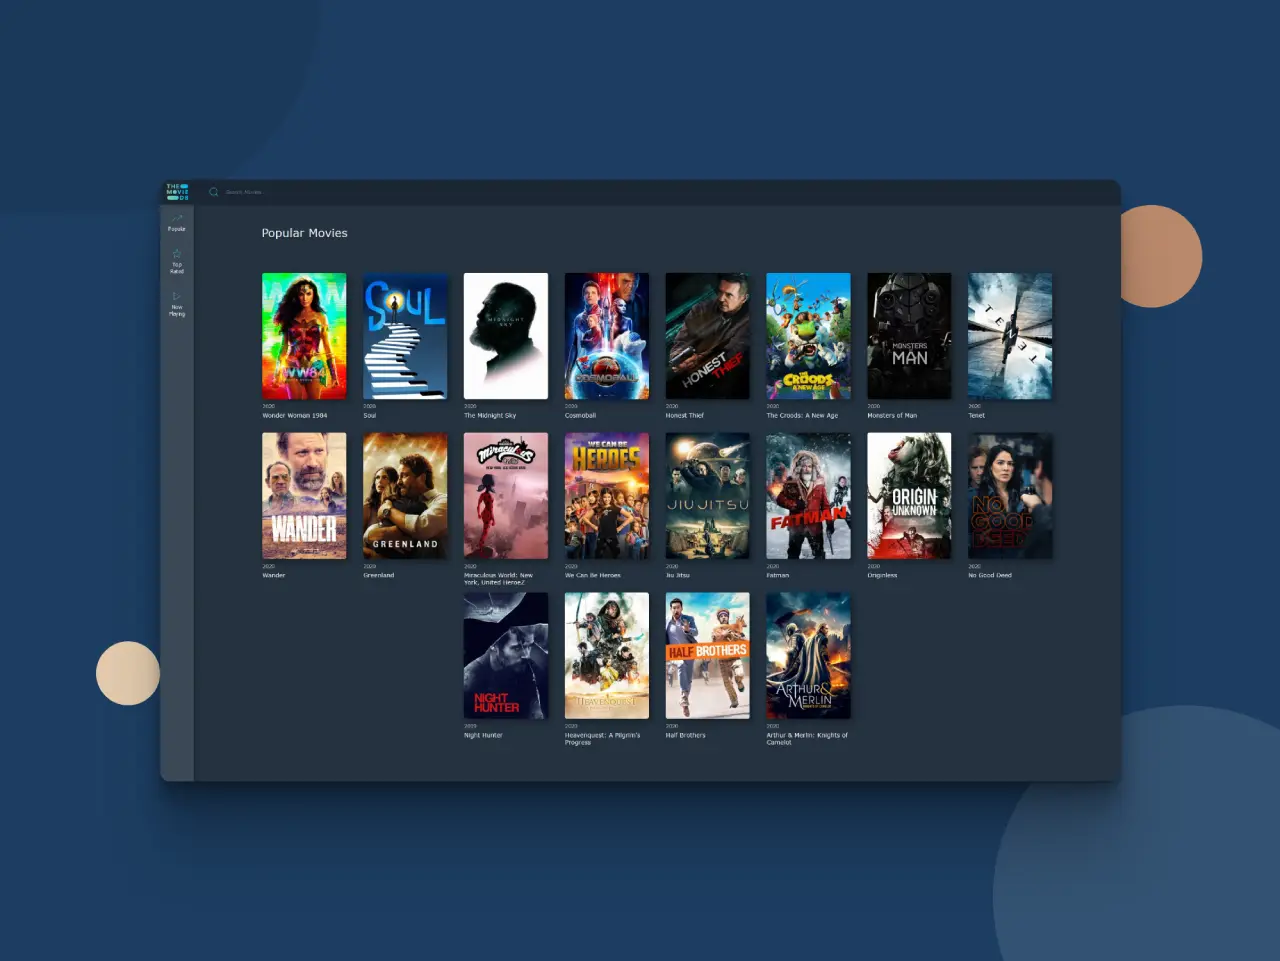 THE
MOVIE
DB
Search Movies...
Popular
Top
Rated
Now
Playing
Popular Movies
WW84
SOUL
MIDNIGHT
SKY
COSMOBALL
HONEST THIEF
THE
CROODS
A NEW AGE
MONSTERS
OF
MAN
TENET
2020
Wonder Woman 1984
2020
Soul
2020
The Midnight Sky
2020
Cosmoball
2020
Honest Thief
2020
The Croods: A New Age
2020
Monsters of Man
2020
Tenet
WANDER
GREENLAND
Miraculous
WE CAN BE
HEROES
JIU JITSU
FATMAN
ORIGIN
UNKNOWN
NO
GOOD
DEED
2020
Wander
2020
Greenland
2020
Miraculous World: New
York, United HeroeZ
2020
We Can Be Heroes
2020
Jiu Jitsu
2020
Fatman
2020
Originless
2020
No Good Deed
NIGHT
HUNTER
HEAVENQUEST
HALF BROTHERS
ARTHUR &
MERLIN
KNIGHTS OF CAMELOT
2019
Night Hunter
2020
Heavenquest: A Pilgrim's
Progress
2020
Half Brothers
2020
Arthur & Merlin: Knights of
Camelot